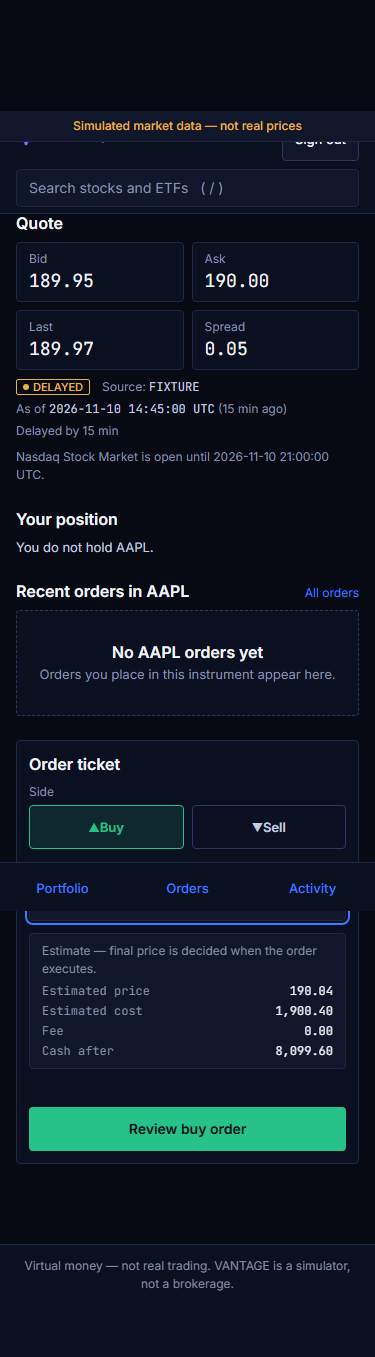 Simulated market data — not real prices
Sign out
Search stocks and ETFs ( / )
Quote
Bid
189.95
Ask
190.00
Last
189.97
Spread
0.05
DELAYED Source: FIXTURE
As of 2026-11-10 14:45:00 UTC (15 min ago)
Delayed by 15 min
Nasdaq Stock Market is open until 2026-11-10 21:00:00
UTC.
Your position
You do not hold AAPL.
Recent orders in AAPL All orders
No AAPL orders yet
Orders you place in this instrument appear here.
Order ticket
Side
▲Buy ▼Sell
Portfolio Orders Activity
Estimate — final price is decided when the order
executes.
Estimated price 190.04
Estimated cost 1,900.40
Fee 0.00
Cash after 8,099.60
Review buy order
Virtual money — not real trading. VANTAGE is a simulator,
not a brokerage.